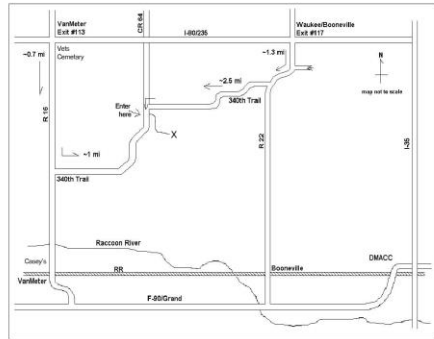 VanMeter
Exit #113
CR 64
Waukee/Booneville
Exit #117
I-80/235
~0.7 mi
Vets
Cemetery
~1.3 mi
N
map not to scale
~2.6 mi
340th Trail
Enter
here
X
R 16
R 22
I-35
~1 mi
340th Trail
Raccoon River
Casey's
RR
Booneville
DMACC
VanMeter
F-90/Grand